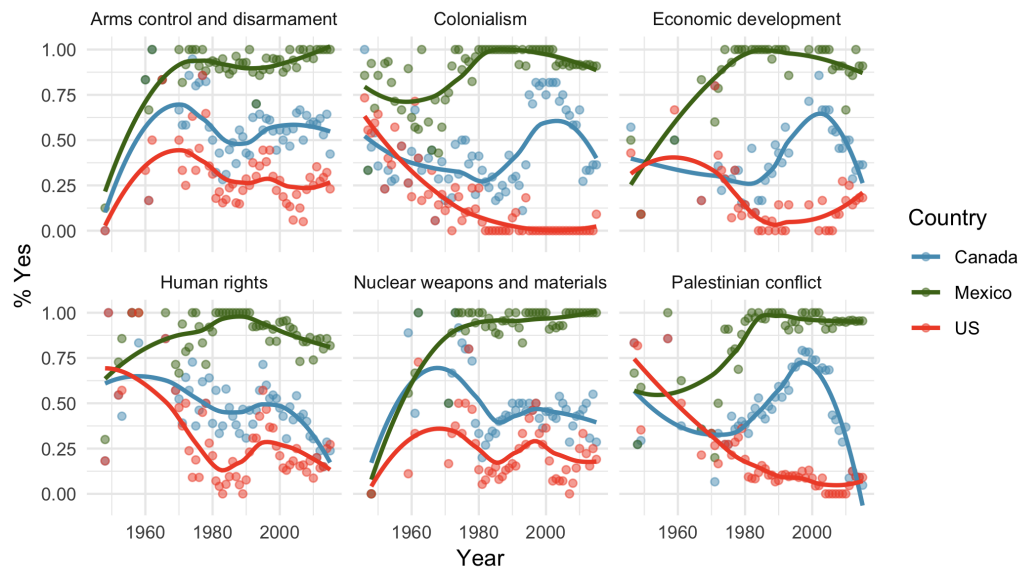 Arms control and disarmament
Colonialism
Economic development
1.00
0.75
0.50
0.25
0.00
Human rights
Nuclear weapons and materials
Palestinian conflict
1.00
0.75
0.50
0.25
0.00
1960 1980 2000
1960 1980 2000
1960 1980 2000
Year
% Yes
Country
Canada
Mexico
US